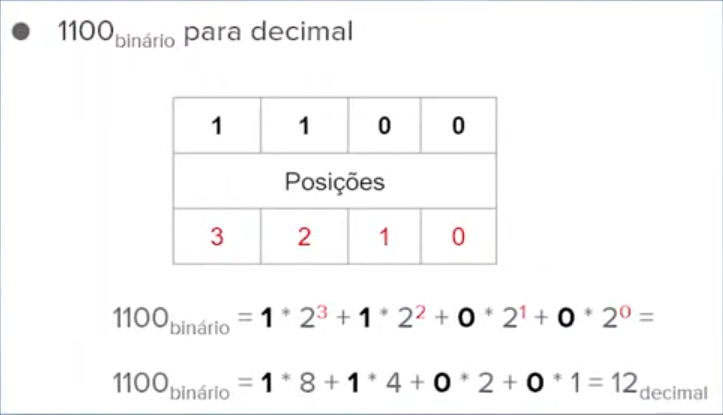 ● 1100binário para decimal
1 1 0 0
Posições
3 2 1 0
1100binário = 1 * 2³ + 1 * 2² + 0 * 2¹ + 0 * 2⁰ =
1100binário = 1 * 8 + 1 * 4 + 0 * 2 + 0 * 1 = 12decimal